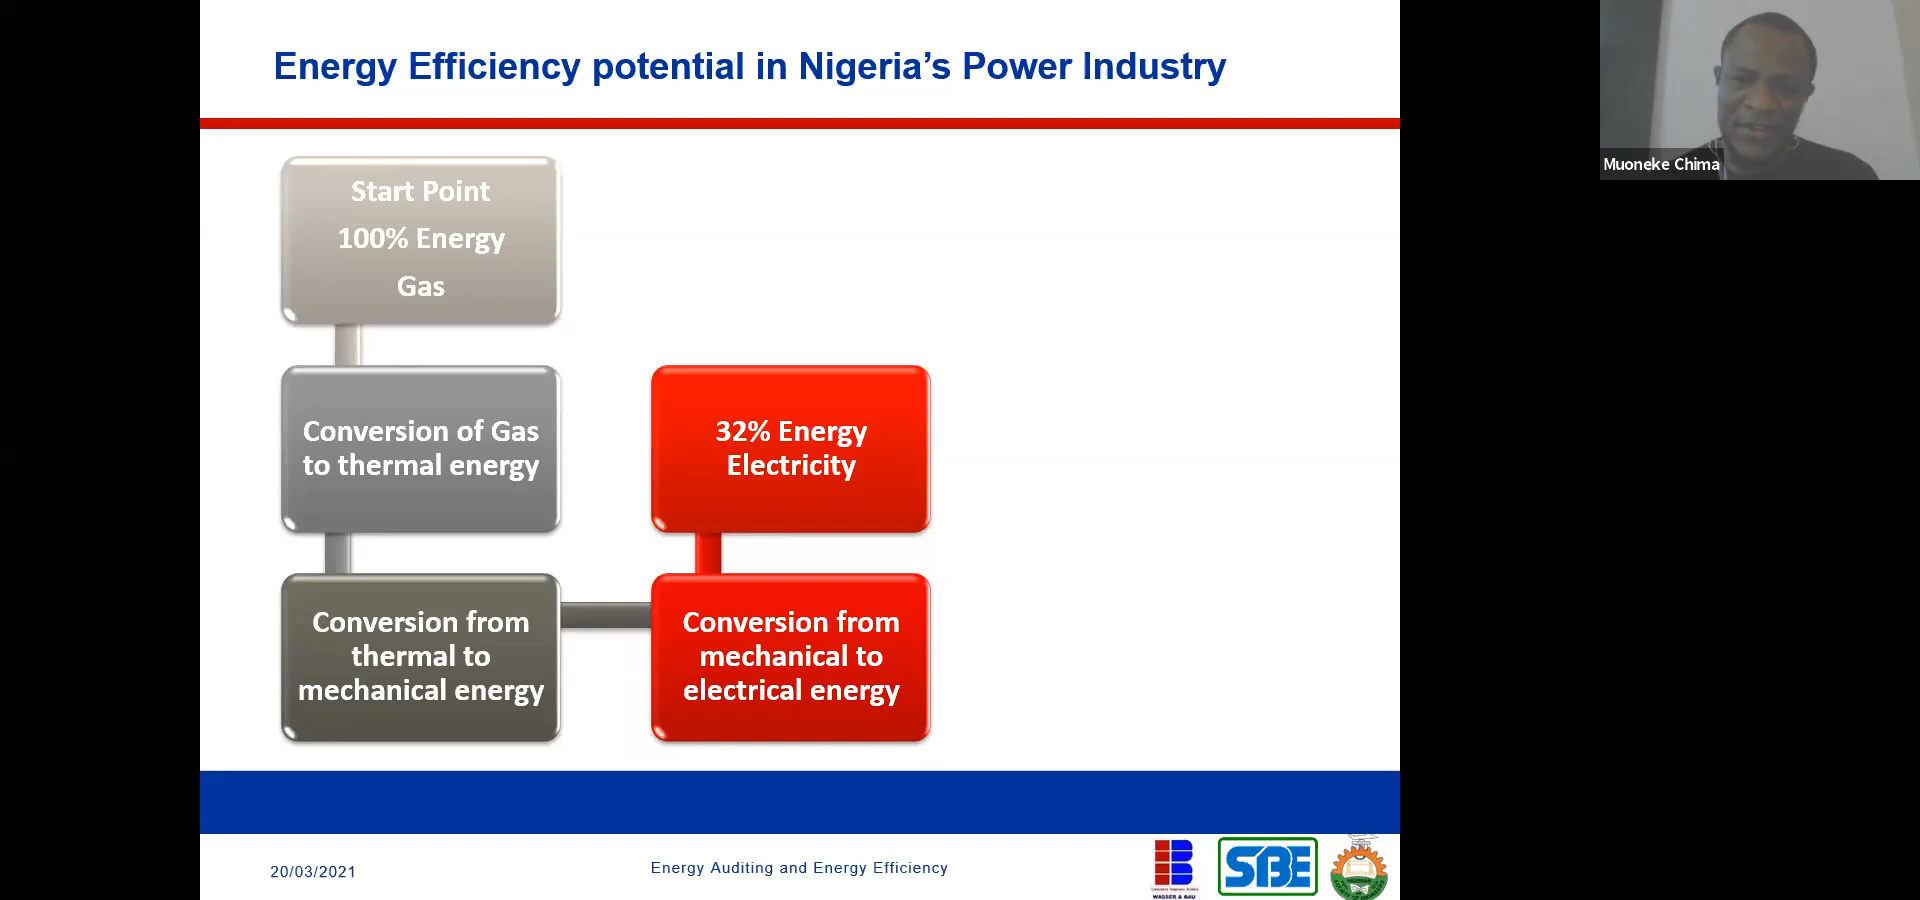 Energy Efficiency potential in Nigeria’s Power Industry
Muoneke Chima
Start Point
100% Energy
Gas
Conversion of Gas
to thermal energy
32% Energy
Electricity
Conversion from
thermal to
mechanical energy
Conversion from
mechanical to
electrical energy
20/03/2021
Energy Auditing and Energy Efficiency
SBE
WASSER & BAU